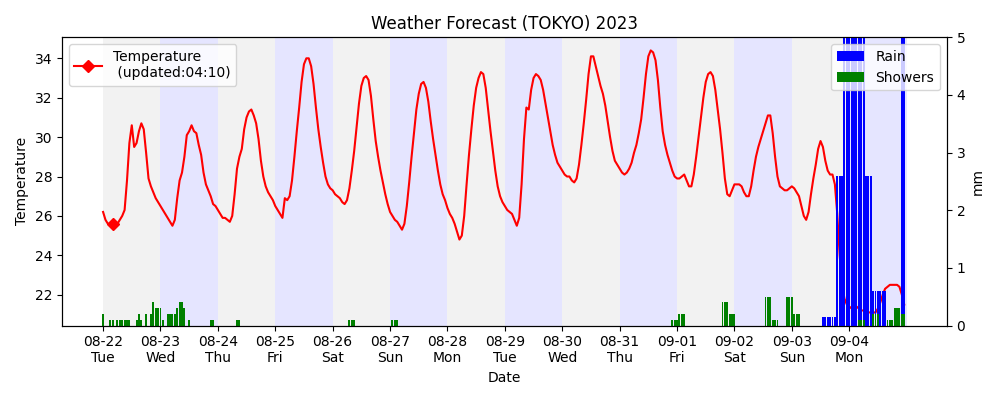 Weather Forecast (TOKYO) 2023
Temperature
(updated:04:10)
Rain
Showers
Temperature
34
32
30
28
26
24
22
5
4
3
2
1
0
mm
08-22 08-23 08-24 08-25 08-26 08-27 08-28 08-29 08-30 08-31 09-01 09-02 09-03 09-04
Tue Wed Thu Fri Sat Sun Mon Tue Wed Thu Fri Sat Sun Mon
Date